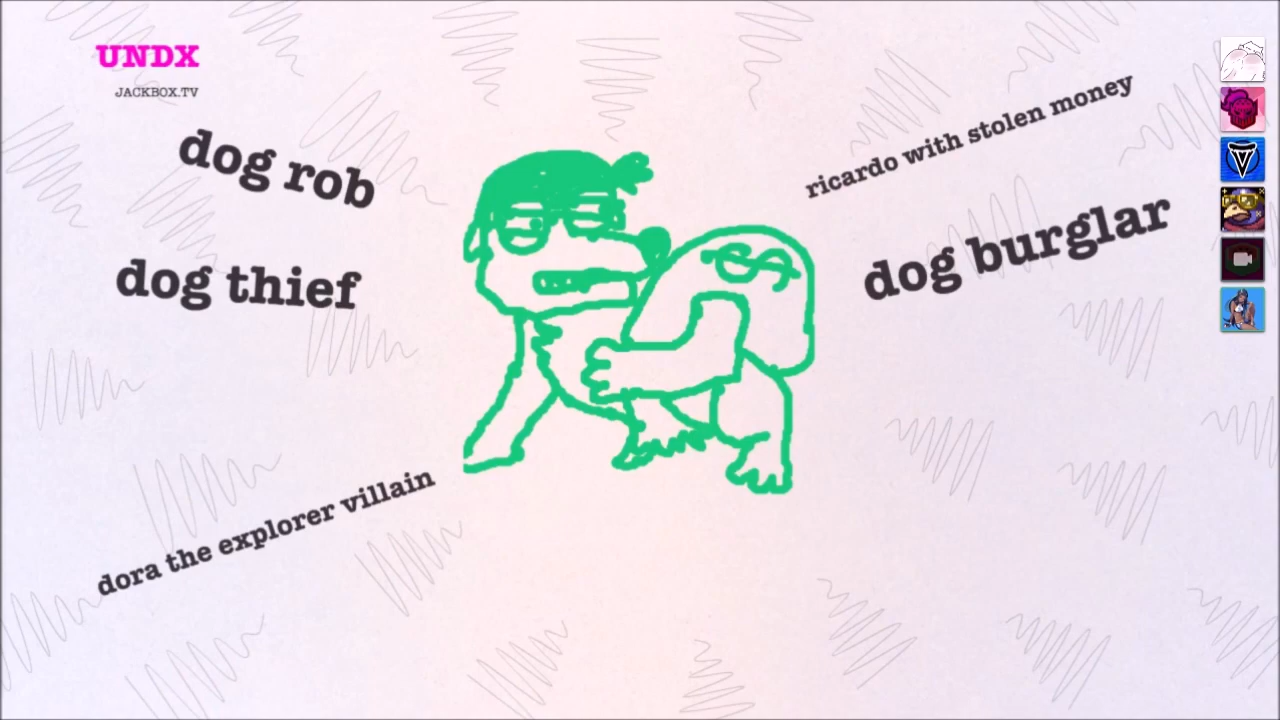 UNDX
JACKBOX.TV
dog rob
dog thief
dora the explorer villain
ricardo with stolen money
dog burglar
$